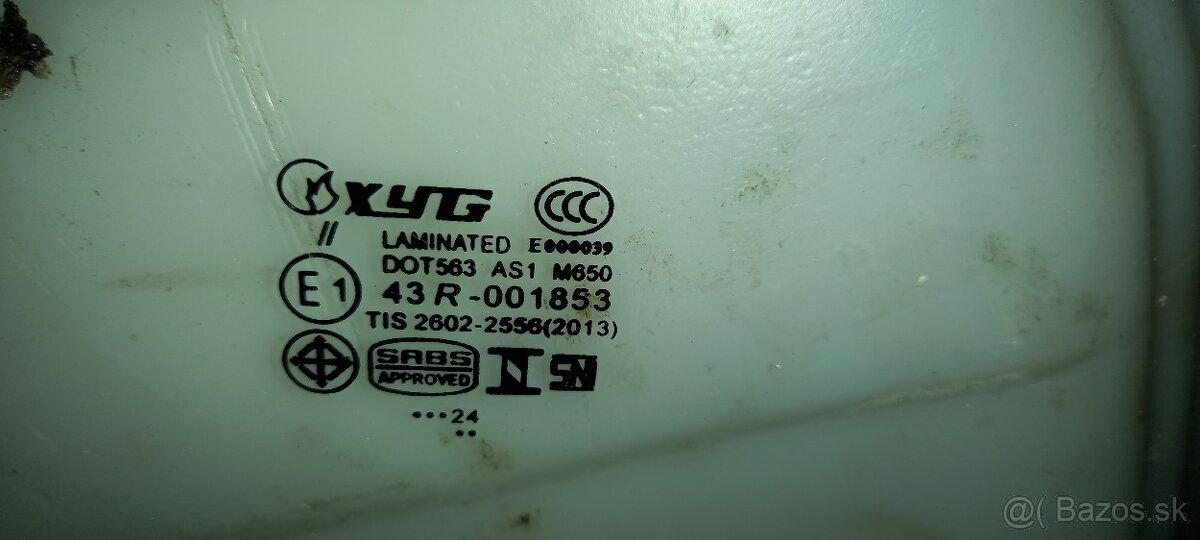 XYG CCC
// LAMINATED E000039
DOT563 AS1 M650
E1 43R-001853
TIS 2602-2556(2013)
SABS
APPROVED
N
•••24
••
@( Bazos.sk